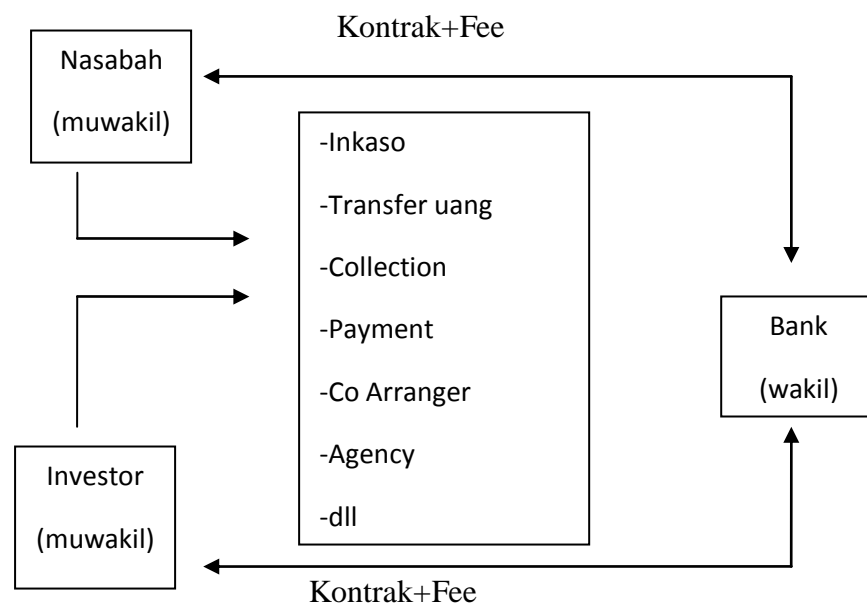 Kontrak+Fee
Nasabah
(muwakil)
-Inkaso
-Transfer uang
-Collection
-Payment
-Co Arranger
-Agency
-dll
Bank
(wakil)
Investor
(muwakil)
Kontrak+Fee